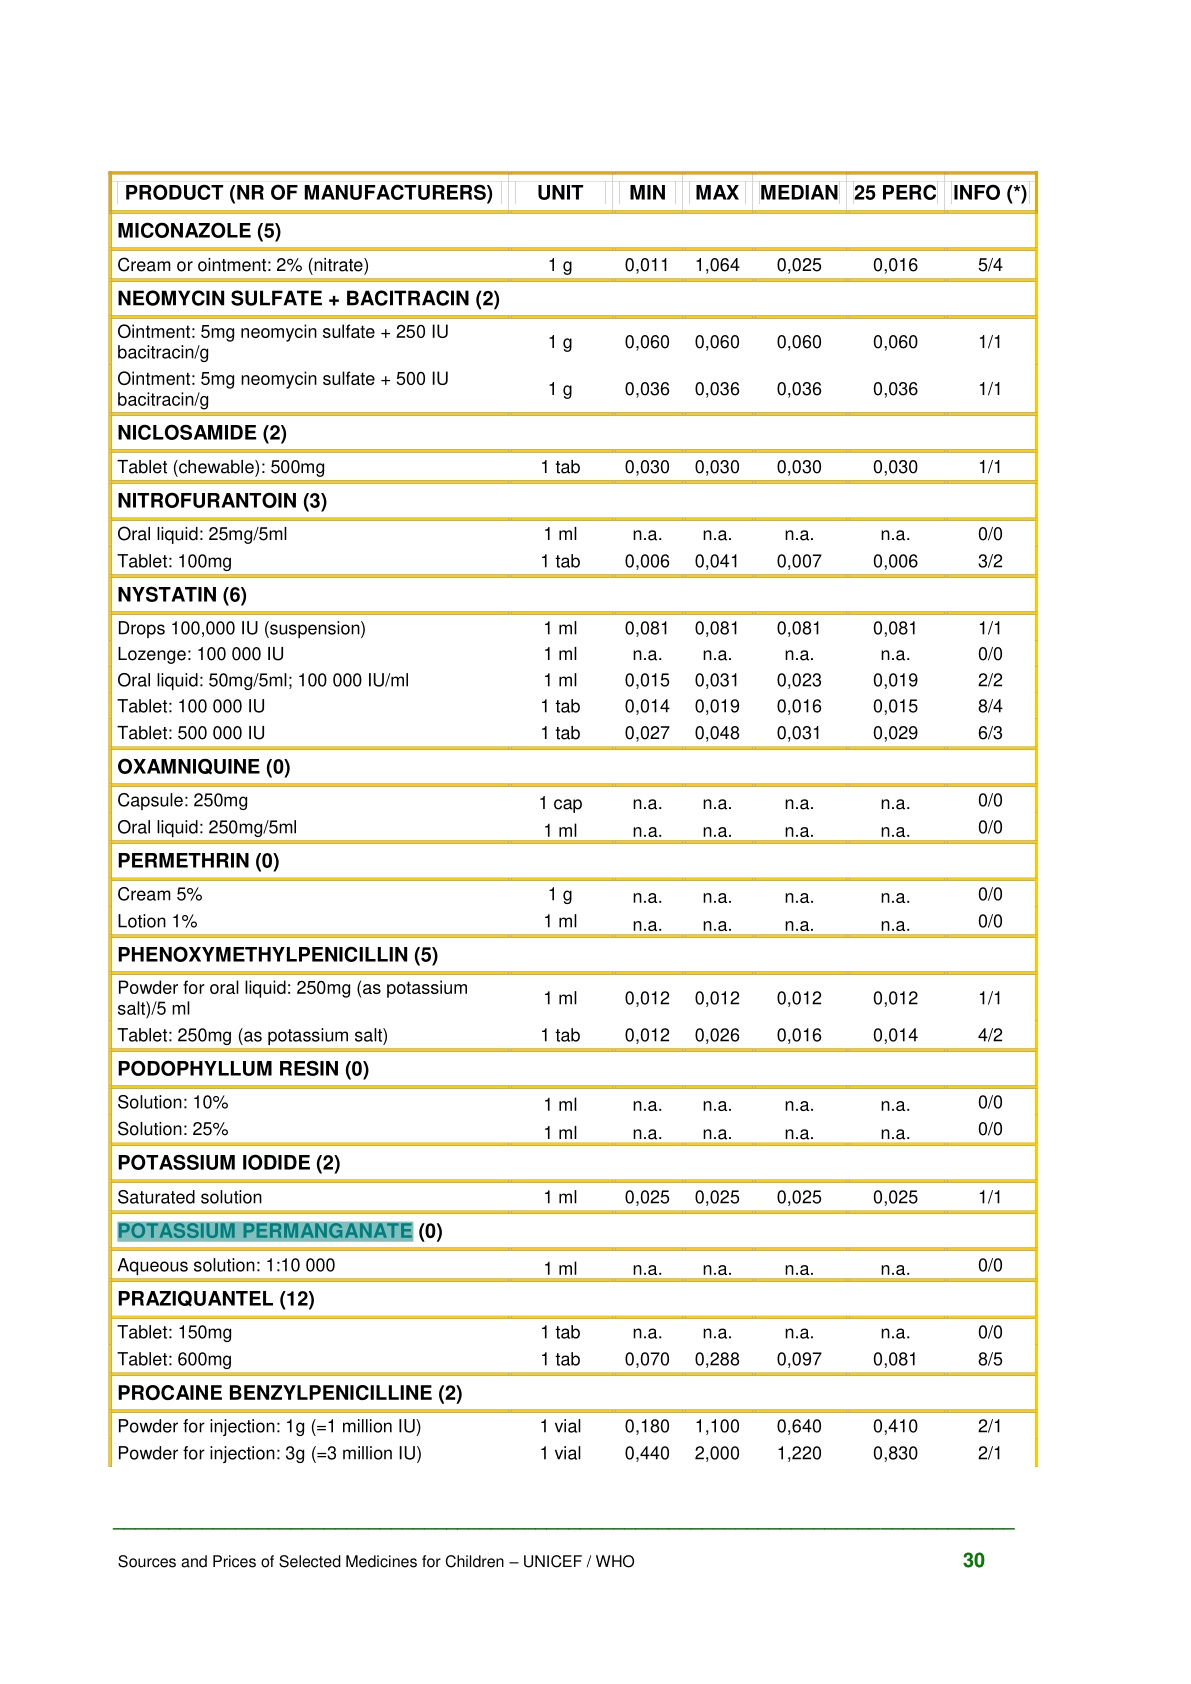 PRODUCT (NR OF MANUFACTURERS) UNIT MIN MAX MEDIAN 25 PERC INFO (*)
MICONAZOLE (5)
Cream or ointment: 2% (nitrate) 1 g 0,011 1,064 0,025 0,016 5/4
NEOMYCIN SULFATE + BACITRACIN (2)
Ointment: 5mg neomycin sulfate + 250 IU
bacitracin/g 1 g 0,060 0,060 0,060 0,060 1/1
Ointment: 5mg neomycin sulfate + 500 IU
bacitracin/g 1 g 0,036 0,036 0,036 0,036 1/1
NICLOSAMIDE (2)
Tablet (chewable): 500mg 1 tab 0,030 0,030 0,030 0,030 1/1
NITROFURANTOIN (3)
Oral liquid: 25mg/5ml 1 ml n.a. n.a. n.a. n.a. 0/0
Tablet: 100mg 1 tab 0,006 0,041 0,007 0,006 3/2
NYSTATIN (6)
Drops 100,000 IU (suspension) 1 ml 0,081 0,081 0,081 0,081 1/1
Lozenge: 100 000 IU 1 ml n.a. n.a. n.a. n.a. 0/0
Oral liquid: 50mg/5ml; 100 000 IU/ml 1 ml 0,015 0,031 0,023 0,019 2/2
Tablet: 100 000 IU 1 tab 0,014 0,019 0,016 0,015 8/4
Tablet: 500 000 IU 1 tab 0,027 0,048 0,031 0,029 6/3
OXAMNIQUINE (0)
Capsule: 250mg 1 cap n.a. n.a. n.a. n.a. 0/0
Oral liquid: 250mg/5ml 1 ml n.a. n.a. n.a. n.a. 0/0
PERMETHRIN (0)
Cream 5% 1 g n.a. n.a. n.a. n.a. 0/0
Lotion 1% 1 ml n.a. n.a. n.a. n.a. 0/0
PHENOXYMETHYLPENICILLIN (5)
Powder for oral liquid: 250mg (as potassium
salt)/5 ml 1 ml 0,012 0,012 0,012 0,012 1/1
Tablet: 250mg (as potassium salt) 1 tab 0,012 0,026 0,016 0,014 4/2
PODOPHYLLUM RESIN (0)
Solution: 10% 1 ml n.a. n.a. n.a. n.a. 0/0
Solution: 25% 1 ml n.a. n.a. n.a. n.a. 0/0
POTASSIUM IODIDE (2)
Saturated solution 1 ml 0,025 0,025 0,025 0,025 1/1
POTASSIUM PERMANGANATE (0)
Aqueous solution: 1:10 000 1 ml n.a. n.a. n.a. n.a. 0/0
PRAZIQUANTEL (12)
Tablet: 150mg 1 tab n.a. n.a. n.a. n.a. 0/0
Tablet: 600mg 1 tab 0,070 0,288 0,097 0,081 8/5
PROCAINE BENZYLPENICILLINE (2)
Powder for injection: 1g (=1 million IU) 1 vial 0,180 1,100 0,640 0,410 2/1
Powder for injection: 3g (=3 million IU) 1 vial 0,440 2,000 1,220 0,830 2/1
Sources and Prices of Selected Medicines for Children – UNICEF / WHO 30